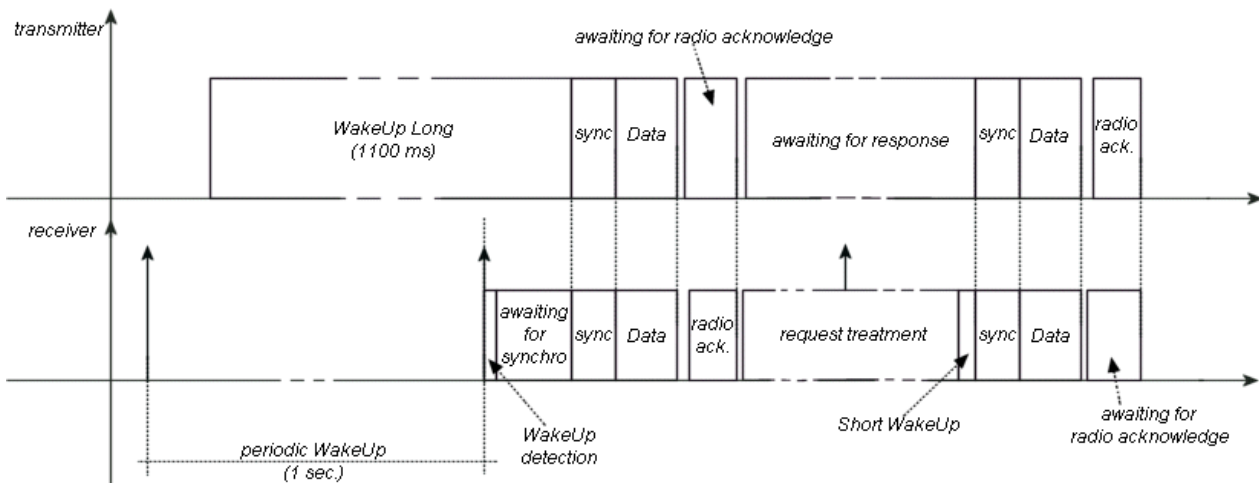 transmitter
awaiting for radio acknowledge
WakeUp Long
(1100 ms)
sync
Data
awaiting for response
sync
Data
radio
ack.
receiver
awaiting
for
synchro
sync
Data
radio
ack.
request treatment
sync
Data
periodic WakeUp
(1 sec.)
WakeUp
detection
Short WakeUp
awaiting for
radio acknowledge